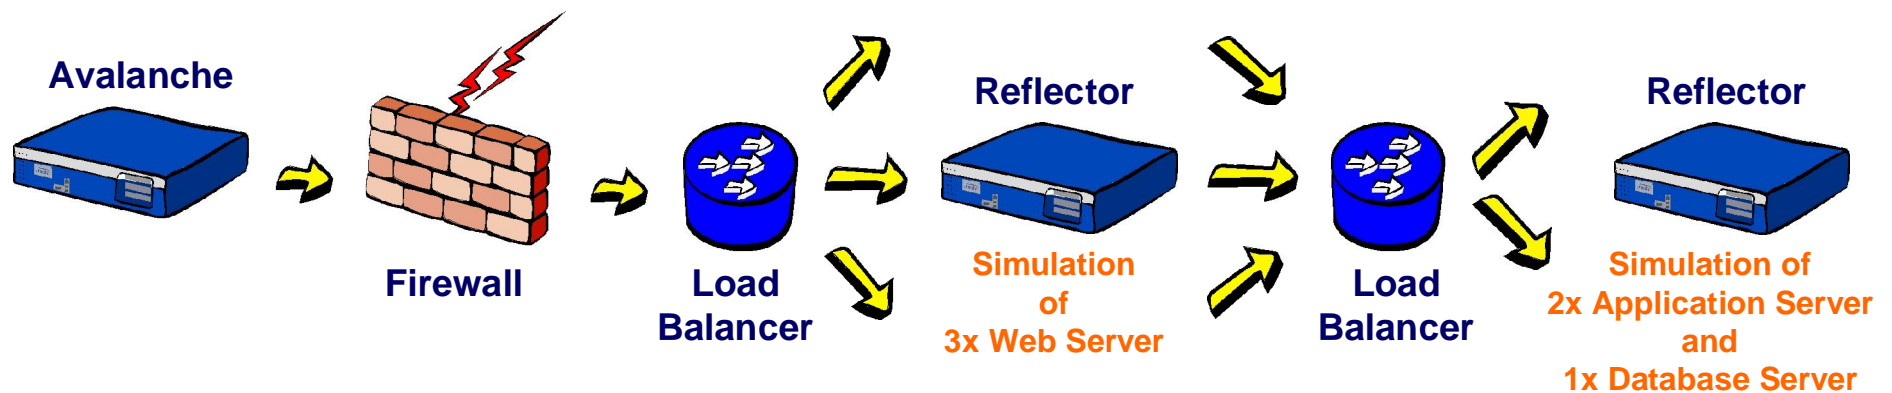 Avalanche
Firewall
Load
Balancer
Reflector
Simulation
of
3x Web Server
Load
Balancer
Reflector
Simulation of
2x Application Server
and
1x Database Server